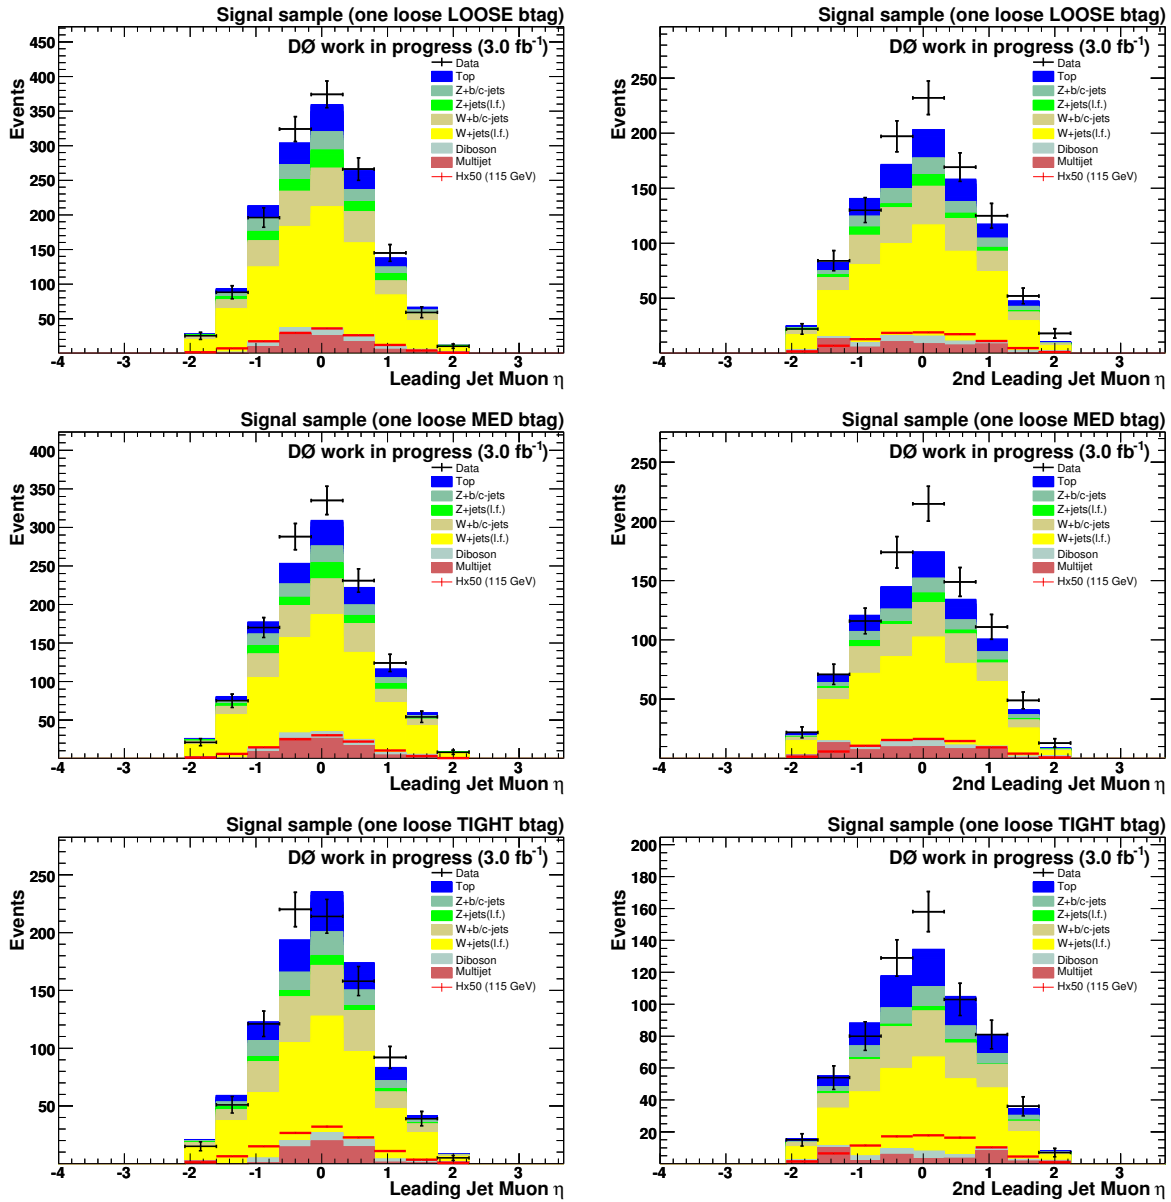 Signal sample (one loose LOOSE btag)
DØ work in progress (3.0 fb⁻¹)
Events
450
400
350
300
250
200
150
100
50
Data
Top
Z+b/c-jets
Z+jets(l.f.)
W+b/c-jets
W+jets(l.f.)
Diboson
Multijet
Hx50 (115 GeV)
-4 -3 -2 -1 0 1 2 3
Leading Jet Muon η
Signal sample (one loose LOOSE btag)
DØ work in progress (3.0 fb⁻¹)
Events
250
200
150
100
50
Data
Top
Z+b/c-jets
Z+jets(l.f.)
W+b/c-jets
W+jets(l.f.)
Diboson
Multijet
Hx50 (115 GeV)
-4 -3 -2 -1 0 1 2 3
2nd Leading Jet Muon η
Signal sample (one loose MED btag)
DØ work in progress (3.0 fb⁻¹)
Events
400
350
300
250
200
150
100
50
Data
Top
Z+b/c-jets
Z+jets(l.f.)
W+b/c-jets
W+jets(l.f.)
Diboson
Multijet
Hx50 (115 GeV)
-4 -3 -2 -1 0 1 2 3
Leading Jet Muon η
Signal sample (one loose MED btag)
DØ work in progress (3.0 fb⁻¹)
Events
250
200
150
100
50
Data
Top
Z+b/c-jets
Z+jets(l.f.)
W+b/c-jets
W+jets(l.f.)
Diboson
Multijet
Hx50 (115 GeV)
-4 -3 -2 -1 0 1 2 3
2nd Leading Jet Muon η
Signal sample (one loose TIGHT btag)
DØ work in progress (3.0 fb⁻¹)
Events
250
200
150
100
50
Data
Top
Z+b/c-jets
Z+jets(l.f.)
W+b/c-jets
W+jets(l.f.)
Diboson
Multijet
Hx50 (115 GeV)
-4 -3 -2 -1 0 1 2 3
Leading Jet Muon η
Signal sample (one loose TIGHT btag)
DØ work in progress (3.0 fb⁻¹)
Events
200
180
160
140
120
100
80
60
40
20
Data
Top
Z+b/c-jets
Z+jets(l.f.)
W+b/c-jets
W+jets(l.f.)
Diboson
Multijet
Hx50 (115 GeV)
-4 -3 -2 -1 0 1 2 3
2nd Leading Jet Muon η